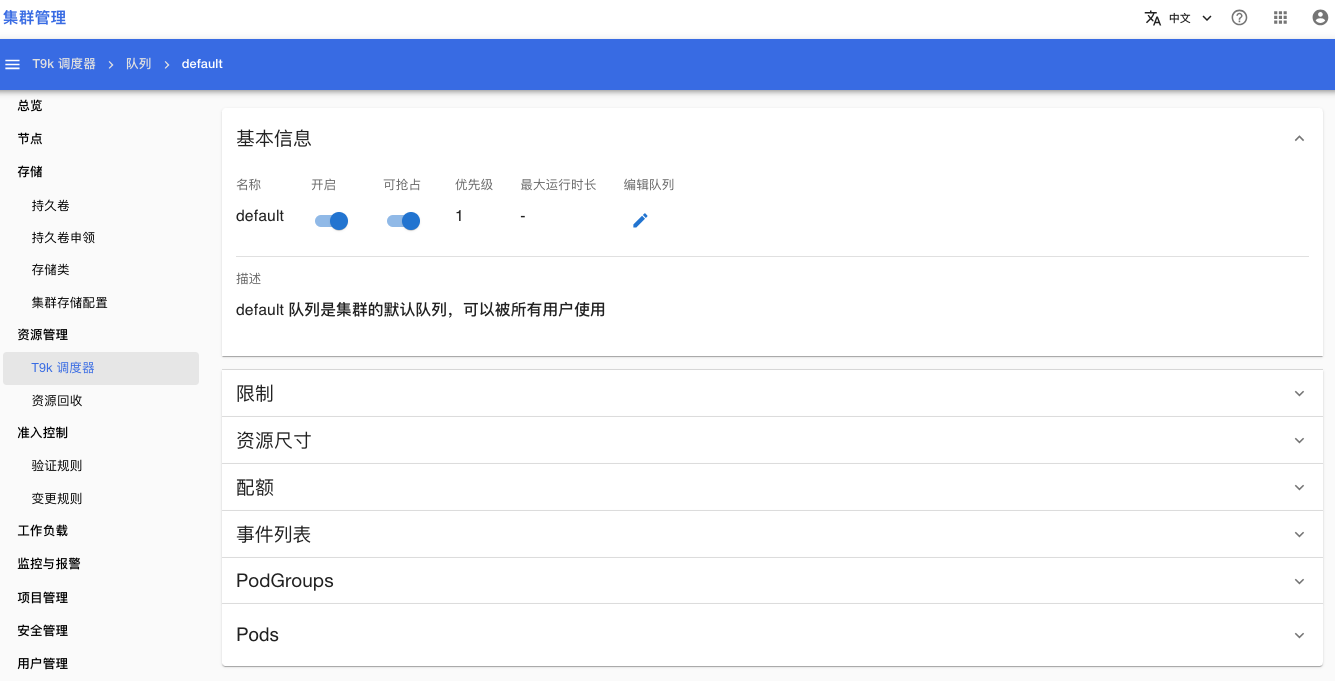 集群管理
中文
T9k 调度器 > 队列 > default
总览
节点
存储
持久卷
持久卷申领
存储类
集群存储配置
资源管理
T9k 调度器
资源回收
准入控制
验证规则
变更规则
工作负载
监控与报警
项目管理
安全管理
用户管理
基本信息
名称 开启 可抢占 优先级 最大运行时长 编辑队列
default 1 -
描述
default 队列是集群的默认队列，可以被所有用户使用
限制
资源尺寸
配额
事件列表
PodGroups
Pods